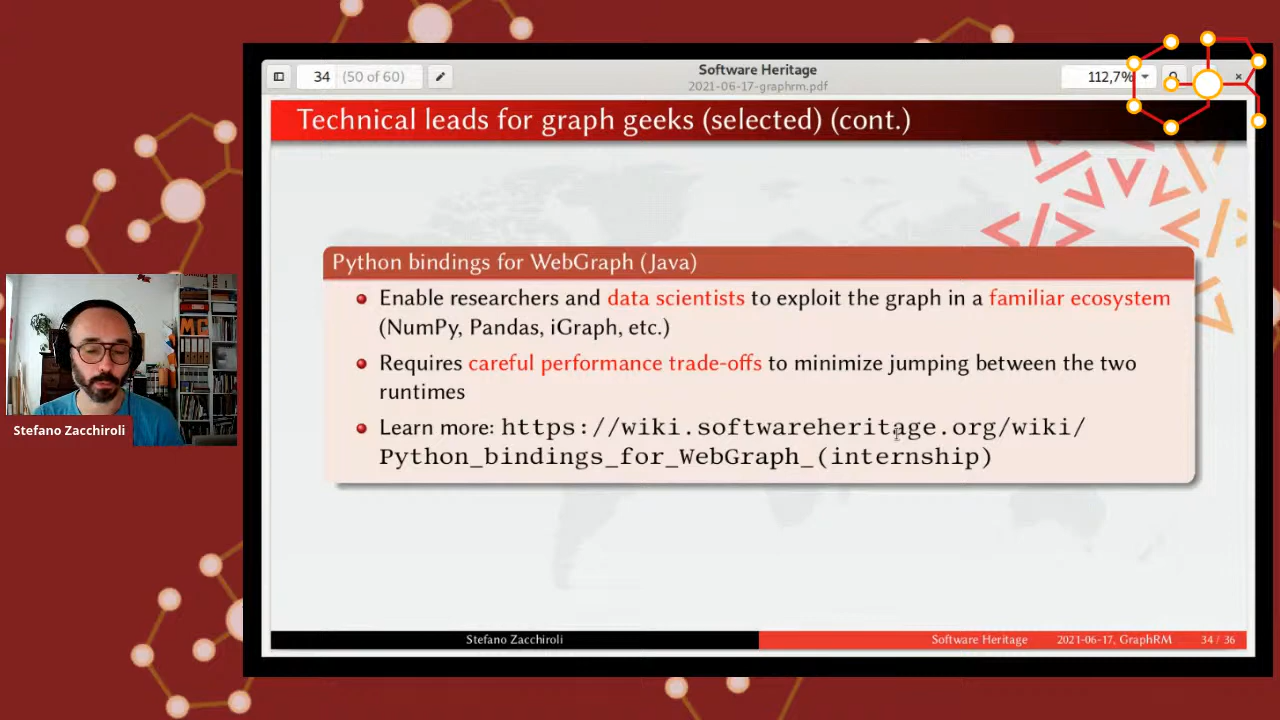 34 (50 of 60)
Software Heritage
2021-06-17-graphrm.pdf
112,7%
Technical leads for graph geeks (selected) (cont.)
Python bindings for WebGraph (Java)
Enable researchers and data scientists to exploit the graph in a familiar ecosystem
(NumPy, Pandas, iGraph, etc.)
Requires careful performance trade-offs to minimize jumping between the two
runtimes
Learn more: https://wiki.softwareheritage.org/wiki/
Python_bindings_for_WebGraph_(internship)
Stefano Zacchiroli
Stefano Zacchiroli
Software Heritage
2021-06-17, GraphRM
34 / 36